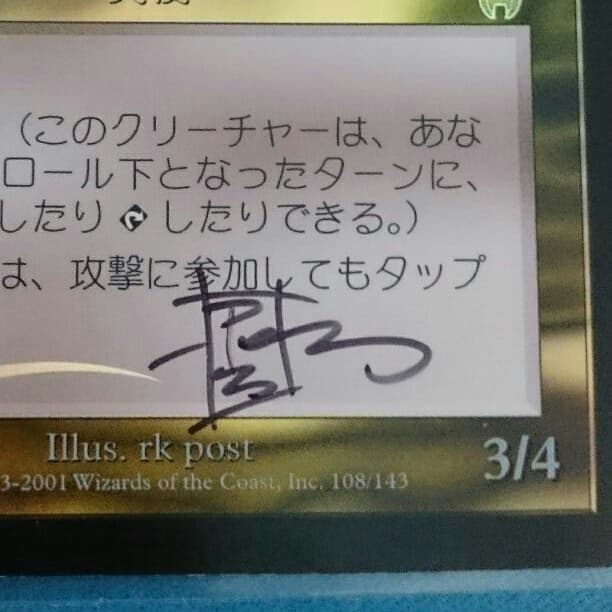 （このクリーチャーは、あな
ロール下となったターンに、
したり したりできる。）
は、攻撃に参加してもタップ
Illus. rk post
3-2001 Wizards of the Coast, Inc. 108/143
3/4